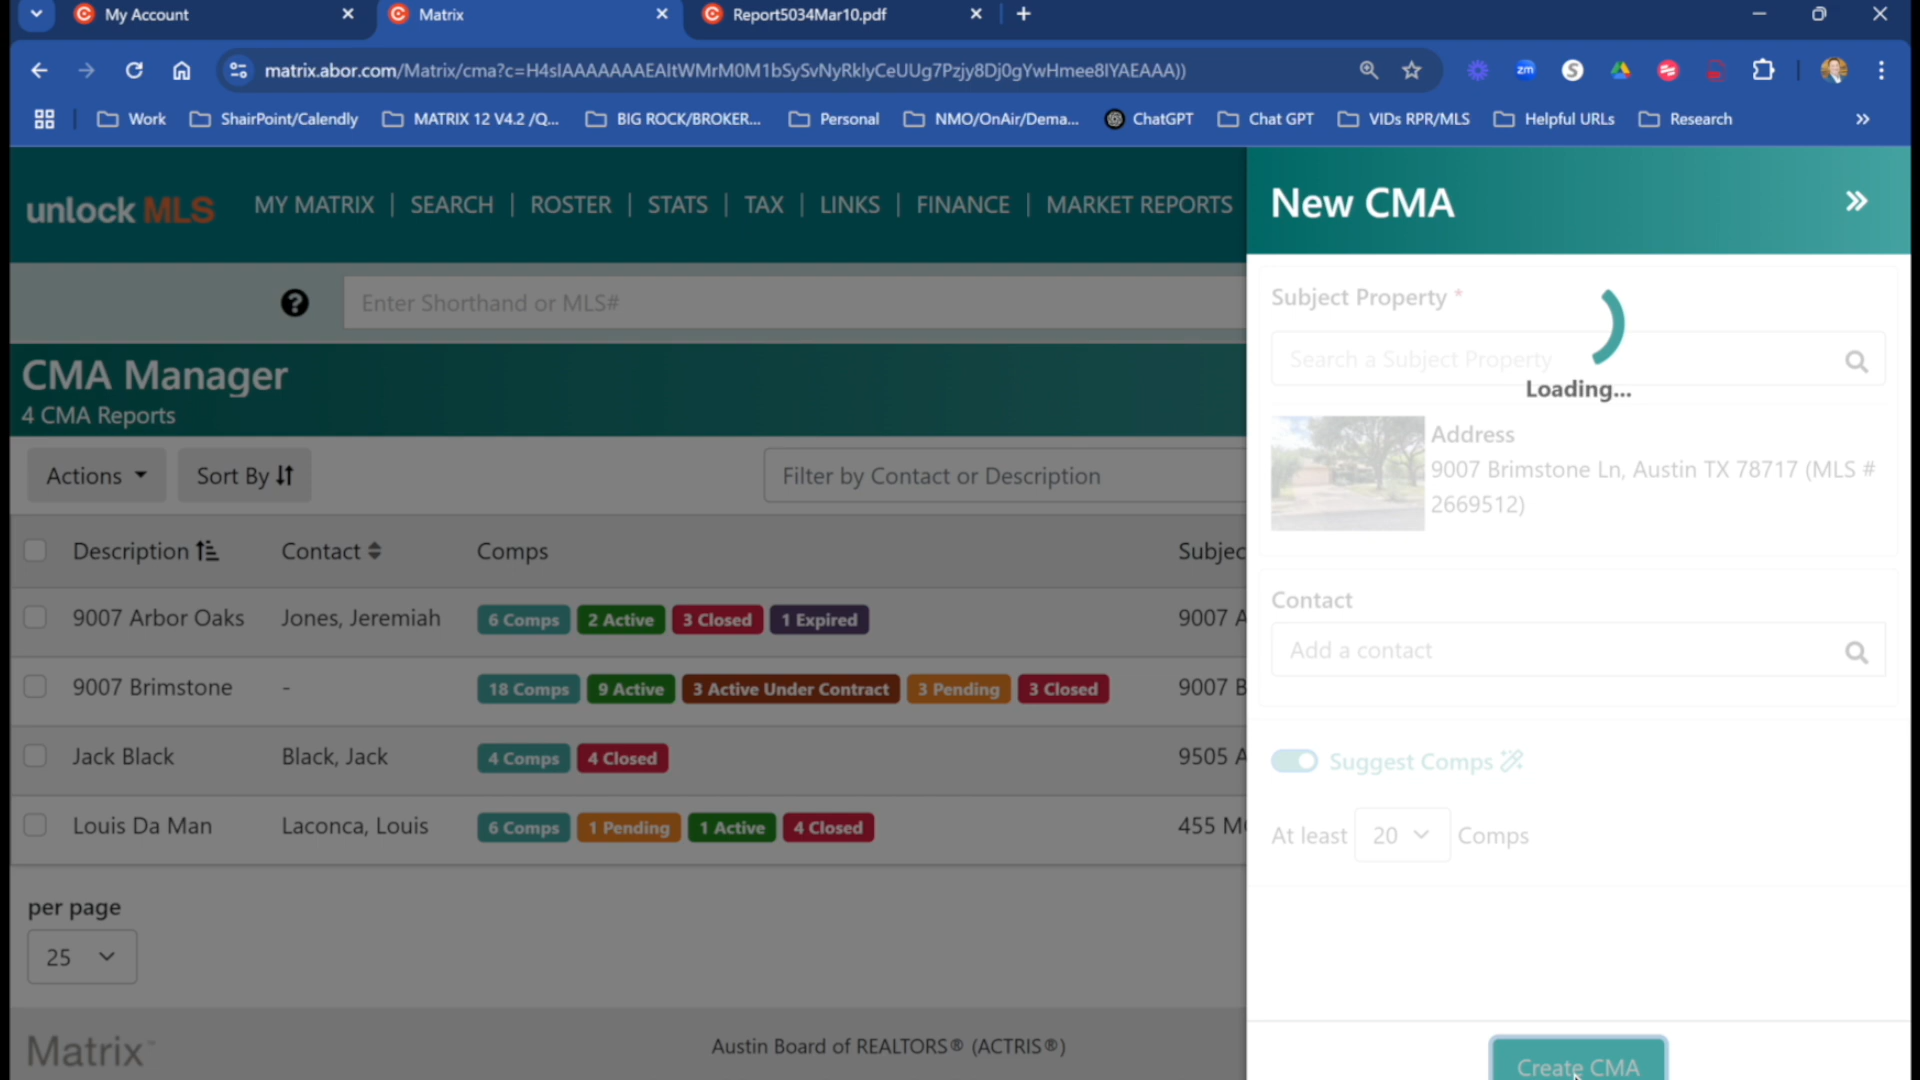 My Account
Matrix
Report5034Mar10.pdf
matrix.abor.com/Matrix/cma?c=H4sIAAAAAAAEAItWMrM0M1bSySvNyRklyCeUUg7Pzjy8Dj0gYwHmee8IYAEAAA))
zm
S
Work
ShairPoint/Calendly
MATRIX 12 V4.2 /Q...
BIG ROCK/BROKER...
Personal
NMO/OnAir/Dema...
ChatGPT
Chat GPT
VIDs RPR/MLS
Helpful URLs
Research
unlock MLS
MY MATRIX | SEARCH | ROSTER | STATS | TAX | LINKS | FINANCE | MARKET REPORTS
New CMA
Subject Property *
Enter Shorthand or MLS#
Search a Subject Property
Loading...
CMA Manager
4 CMA Reports
Address
9007 Brimstone Ln, Austin TX 78717 (MLS #
2669512)
Actions
Sort By
Filter by Contact or Description
Description Contact Comps Subjec
9007 Arbor Oaks Jones, Jeremiah 6 Comps 2 Active 3 Closed 1 Expired 9007 A
Contact
Add a contact
9007 Brimstone - 18 Comps 9 Active 3 Active Under Contract 3 Pending 3 Closed 9007 B
Jack Black Black, Jack 4 Comps 4 Closed 9505 A
Suggest Comps
Louis Da Man Laconca, Louis 6 Comps 1 Pending 1 Active 4 Closed 455 M
At least 20 Comps
per page
25
Matrix™
Austin Board of REALTORS® (ACTRIS®)
Create CMA